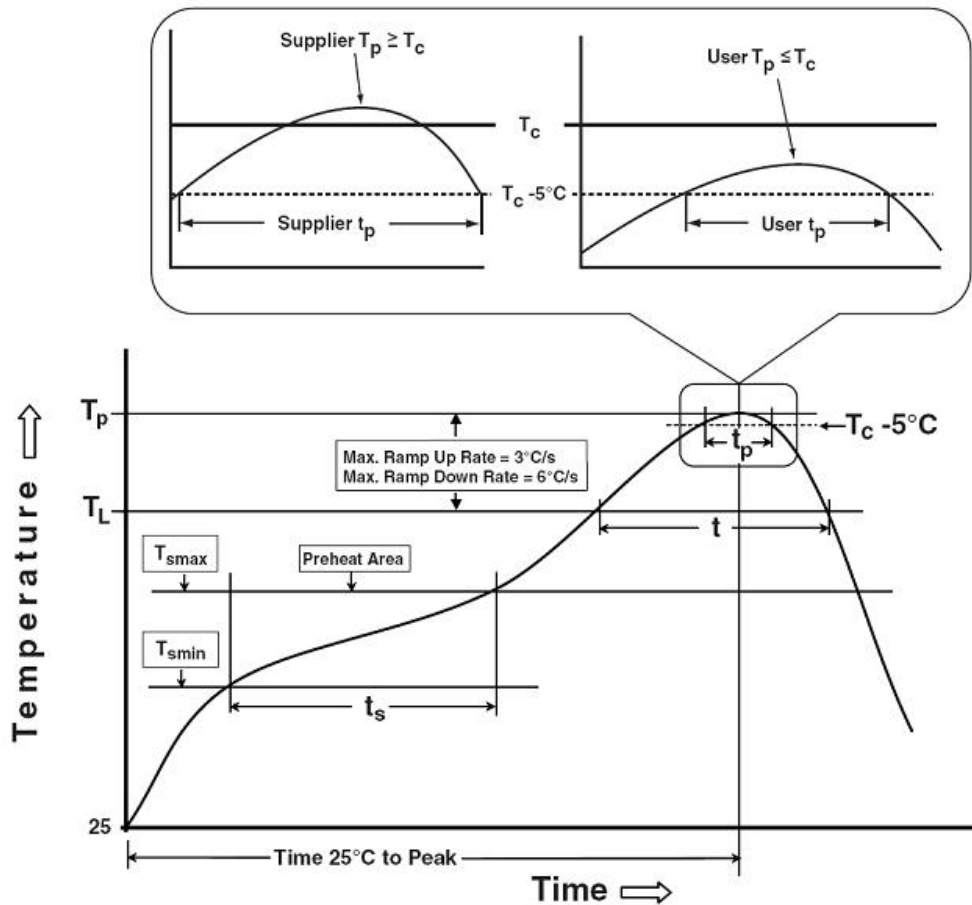 Supplier Tp ≥ Tc
User Tp ≤ Tc
Tc
Tc -5°C
Supplier tp
User tp
Tp
Tc -5°C
tp
Max. Ramp Up Rate = 3°C/s
Max. Ramp Down Rate = 6°C/s
TL
t
Tsmax
Preheat Area
Tsmin
ts
Temperature
25
Time 25°C to Peak
Time